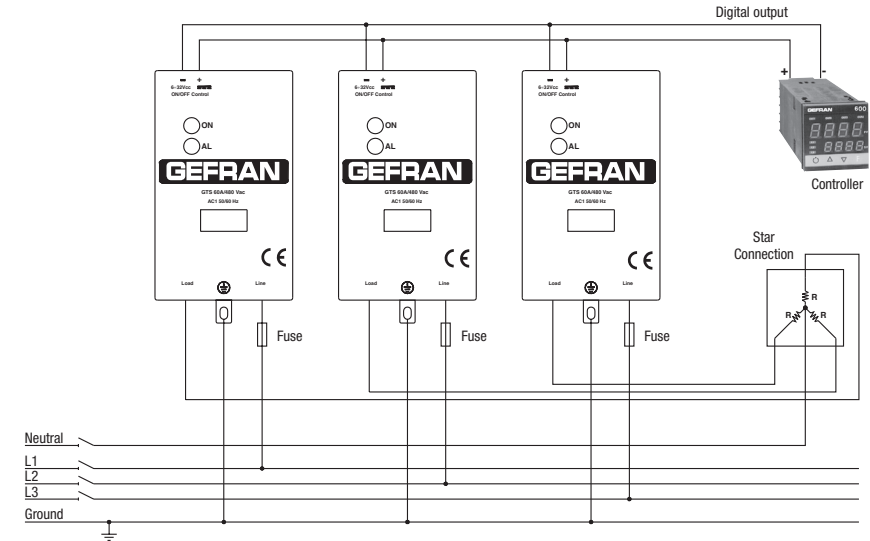 Digital output
- +
6-32Vcc
ON/OFF Control
ON
AL
GEFRAN
GTS 60A/480 Vac
AC1 50/60 Hz
CE
Load
Line
Fuse
- +
6-32Vcc
ON/OFF Control
ON
AL
GEFRAN
GTS 60A/480 Vac
AC1 50/60 Hz
CE
Load
Line
Fuse
- +
6-32Vcc
ON/OFF Control
ON
AL
GEFRAN
GTS 60A/480 Vac
AC1 50/60 Hz
CE
Load
Line
Fuse
+ -
GEFRAN 600
8888
8888
Controller
Star
Connection
R
R R
Neutral
L1
L2
L3
Ground